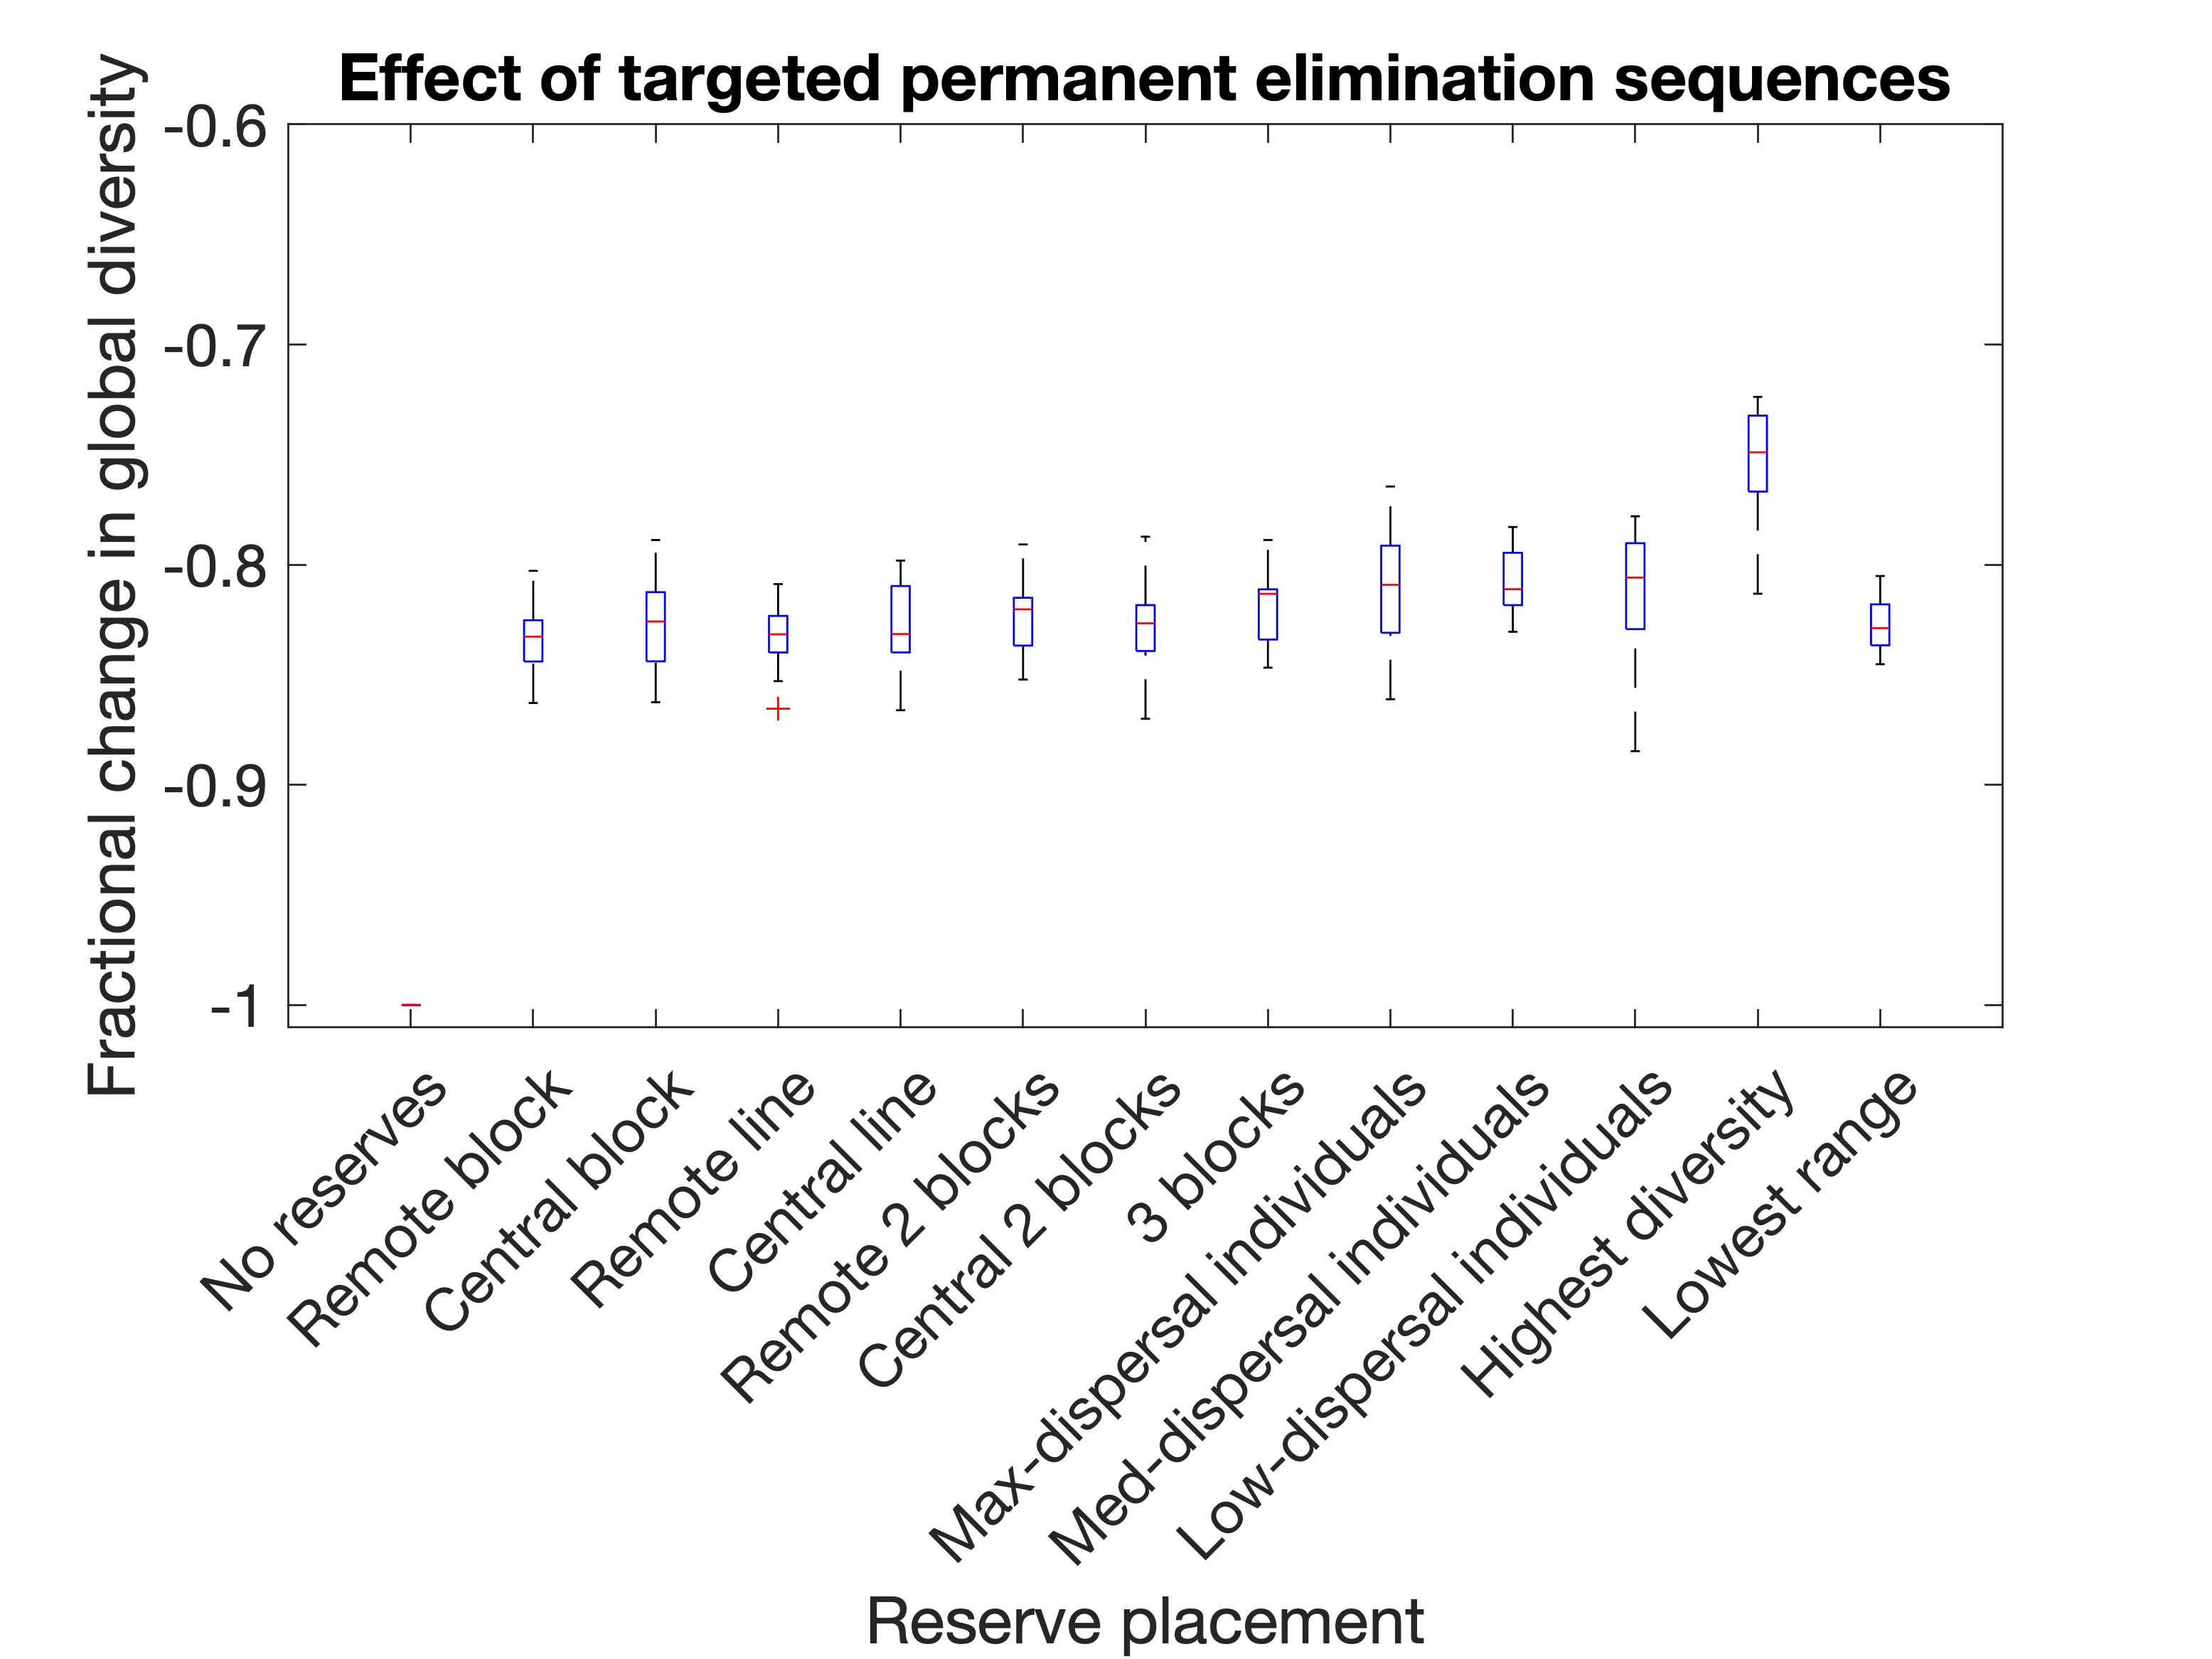 Effect of targeted permanent elimination sequences
Fractional change in global diversity
-0.6
-0.7
-0.8
-0.9
-1
No reserves
Remote block
Central block
Remote line
Central line
Remote 2 blocks
Central 2 blocks
3 blocks
Max-dispersal individuals
Med-dispersal individuals
Low-dispersal individuals
Highest diversity
Lowest range
Reserve placement